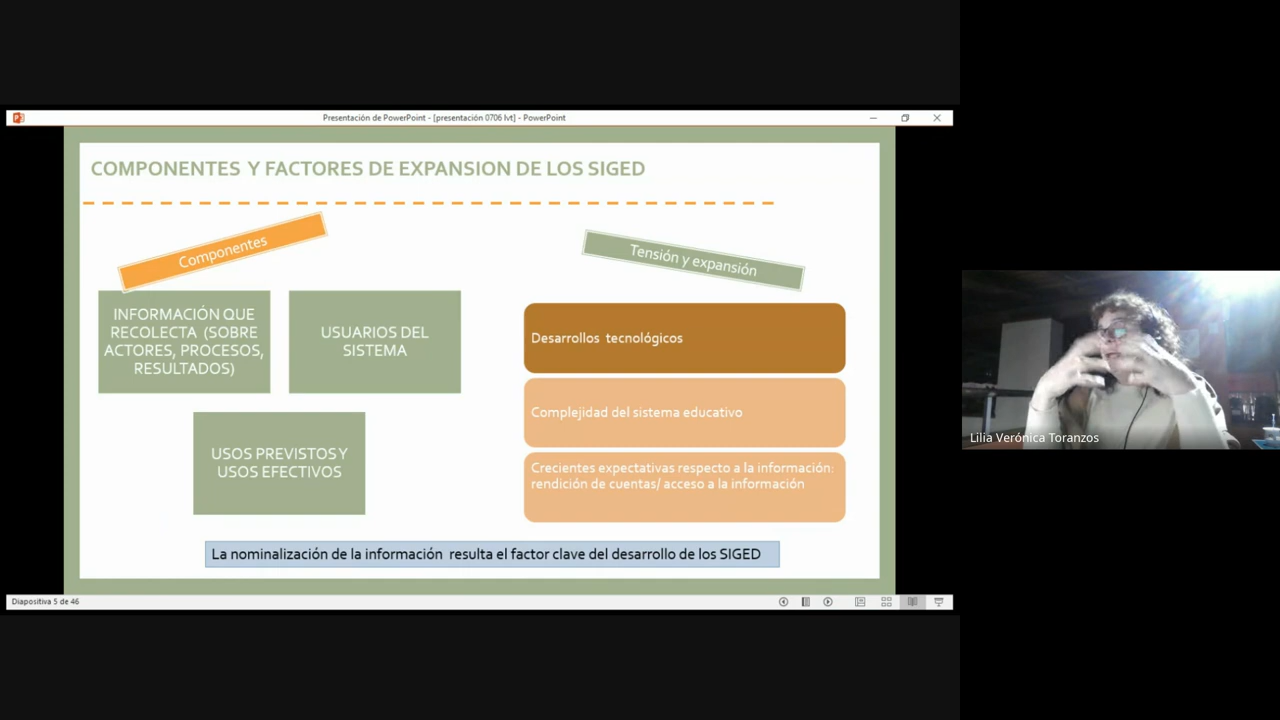 Presentación de PowerPoint - [presentación 0706 lvt] - PowerPoint
COMPONENTES Y FACTORES DE EXPANSION DE LOS SIGED
Componentes
INFORMACIÓN QUE
RECOLECTA (SOBRE
ACTORES, PROCESOS,
RESULTADOS)
USUARIOS DEL
SISTEMA
USOS PREVISTOS Y
USOS EFECTIVOS
Tensión y expansión
Desarrollos tecnológicos
Complejidad del sistema educativo
Crecientes expectativas respecto a la información:
rendición de cuentas/ acceso a la información
La nominalización de la información resulta el factor clave del desarrollo de los SIGED
Diapositiva 5 de 46
Lilia Verónica Toranzos